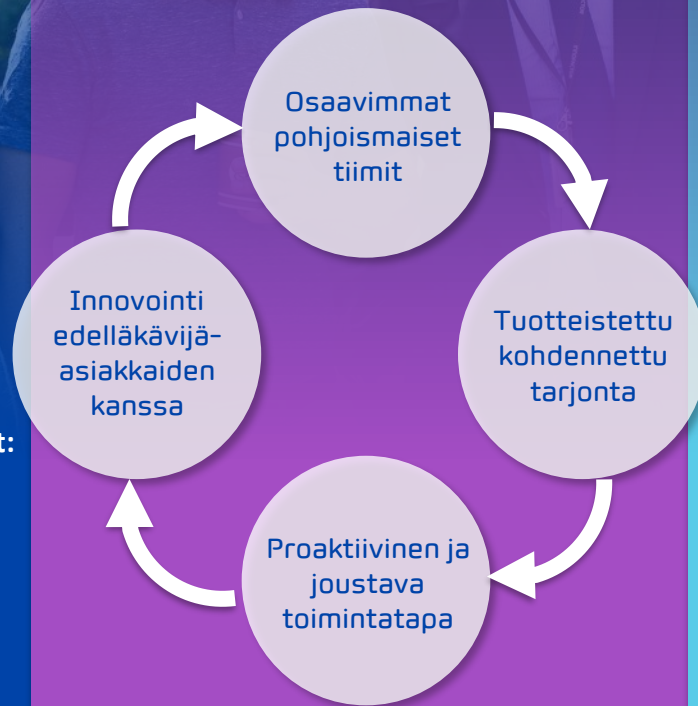 Osaavimmat
pohjoismaiset
tiimit
Tuotteistettu
kohdennettu
tarjonta
Proaktiivinen ja
joustava
toimintatapa
Innovointi
edelläkävijä-
asiakkaiden
kanssa
t: